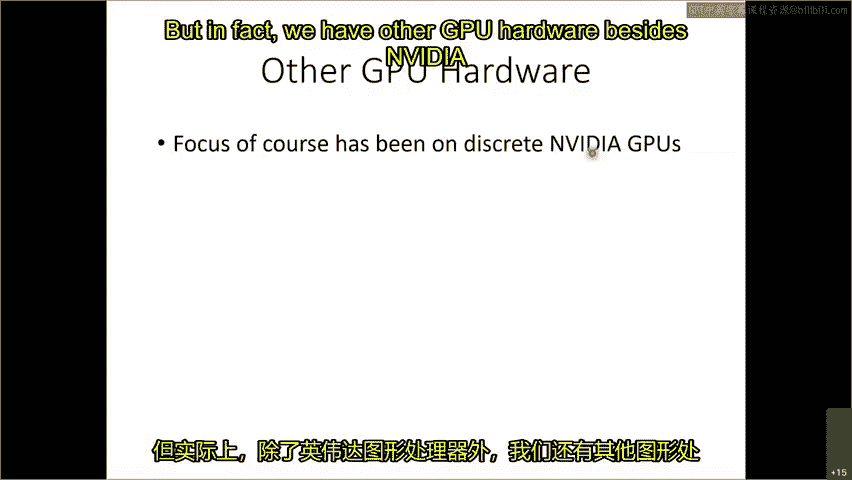 But in fact, we have other GPU hardware besides
NVIDIA
Other GPU Hardware
• Focus of course has been on discrete NVIDIA GPUs
但实际上，除了英伟达图形处理器外，我们还有其他图形处
+15